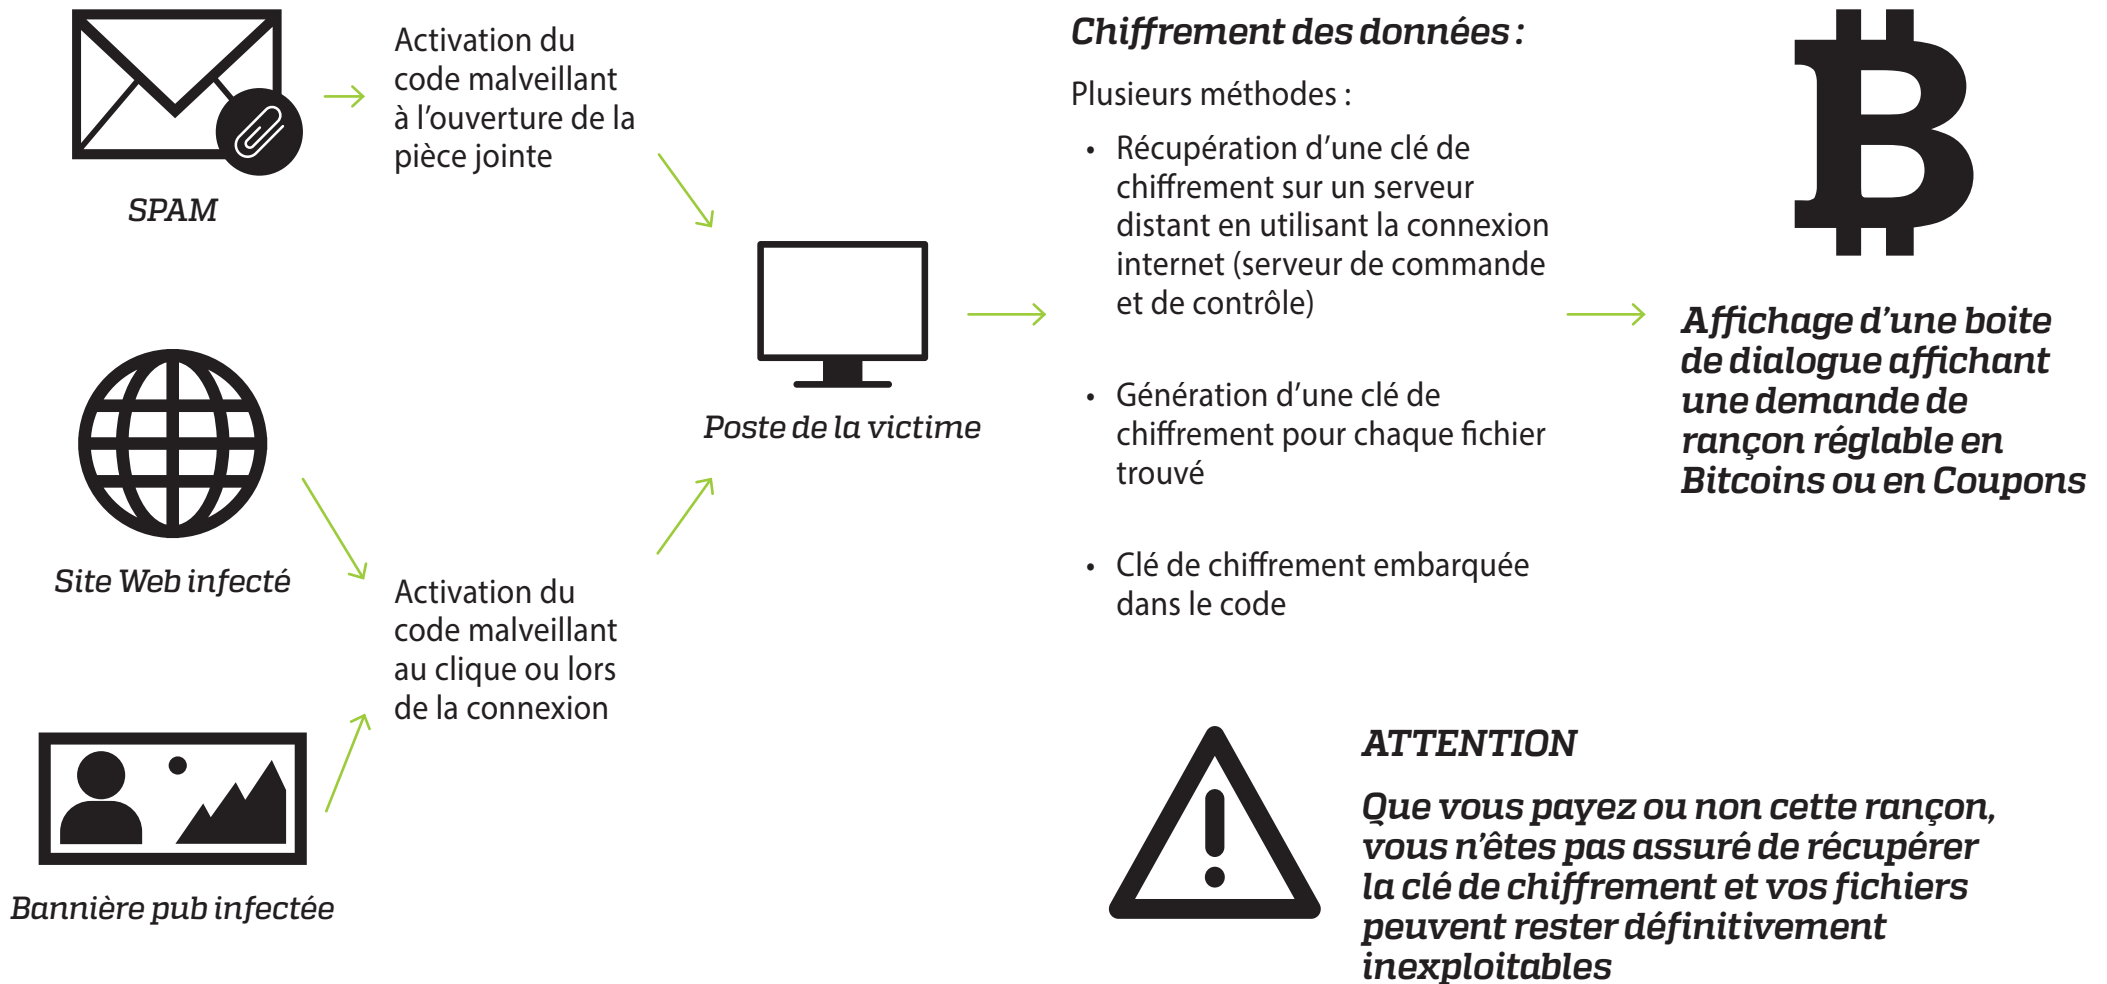 Activation du
code malveillant
à l’ouverture de la
pièce jointe
SPAM
Site Web infecté
Activation du
code malveillant
au clique ou lors
de la connexion
Bannière pub infectée
Poste de la victime
Chiffrement des données :
Plusieurs méthodes :
• Récupération d’une clé de
chiffrement sur un serveur
distant en utilisant la connexion
internet (serveur de commande
et de contrôle)
• Génération d’une clé de
chiffrement pour chaque fichier
trouvé
• Clé de chiffrement embarquée
dans le code
Affichage d’une boite
de dialogue affichant
une demande de
rançon réglable en
Bitcoins ou en Coupons
ATTENTION
Que vous payez ou non cette rançon,
vous n’êtes pas assuré de récupérer
la clé de chiffrement et vos fichiers
peuvent rester définitivement
inexploitables